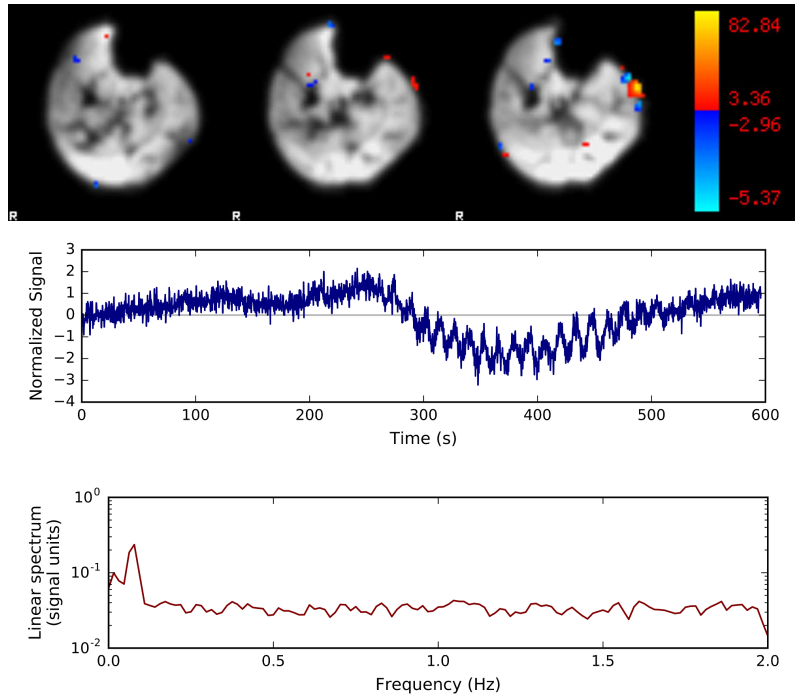 82.84
3.36
-2.96
-5.37
R R R
3
2
1
0
−1
−2
−3
−4
Normalized Signal
0 100 200 300 400 500 600
Time (s)
10^0
10^-1
10^-2
Linear spectrum
(signal units)
0.0 0.5 1.0 1.5 2.0
Frequency (Hz)